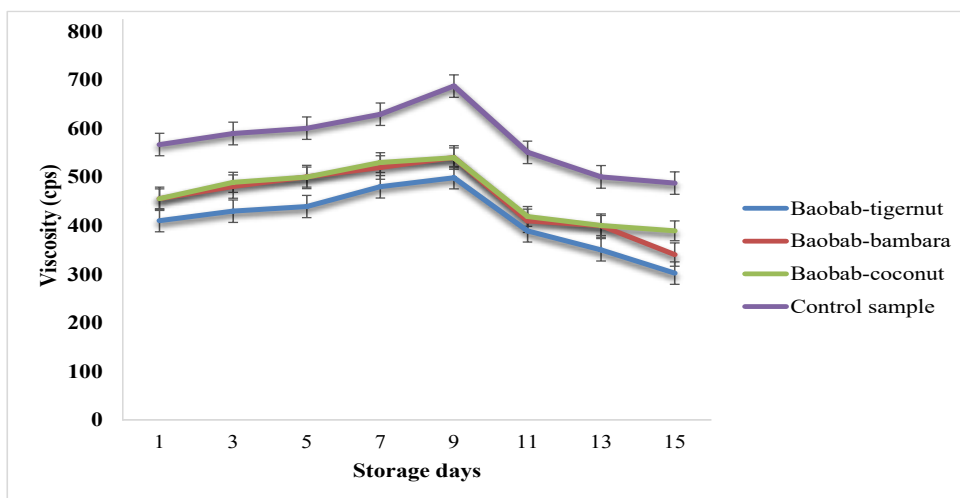 800
700
600
500
400
300
200
100
0
Viscosity (cps)
1 3 5 7 9 11 13 15
Storage days
Baobab-tigernut
Baobab-bambara
Baobab-coconut
Control sample